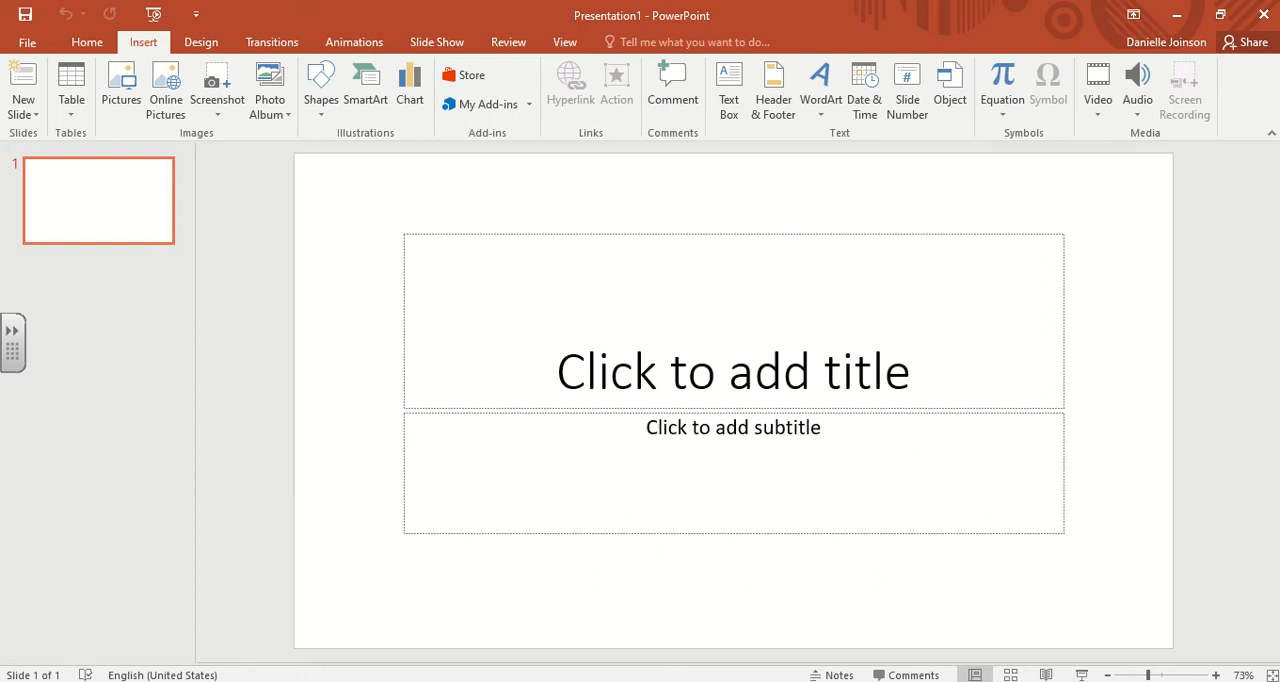 Presentation1 - PowerPoint
File Home Insert Design Transitions Animations Slide Show Review View Tell me what you want to do... Danielle Joinson Share
New Slide
Table
Pictures
Online Pictures
Screenshot
Photo Album
Shapes
SmartArt
Chart
Store
My Add-ins
Hyperlink
Action
Comment
Text Box
Header & Footer
WordArt
Date & Time
Slide Number
Object
Equation
Symbol
Video
Audio
Screen Recording
Slides Tables Images Illustrations Add-ins Links Comments Text Symbols Media
1
Click to add title
Click to add subtitle
Slide 1 of 1 English (United States) Notes Comments 73%